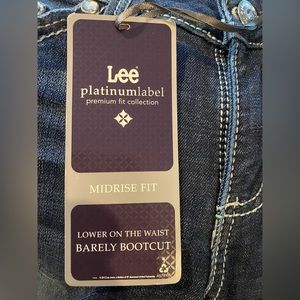 Lee
platinumlabel
premium fit collection
MIDRISE FIT
LOWER ON THE WAIST
BARELY BOOTCUT